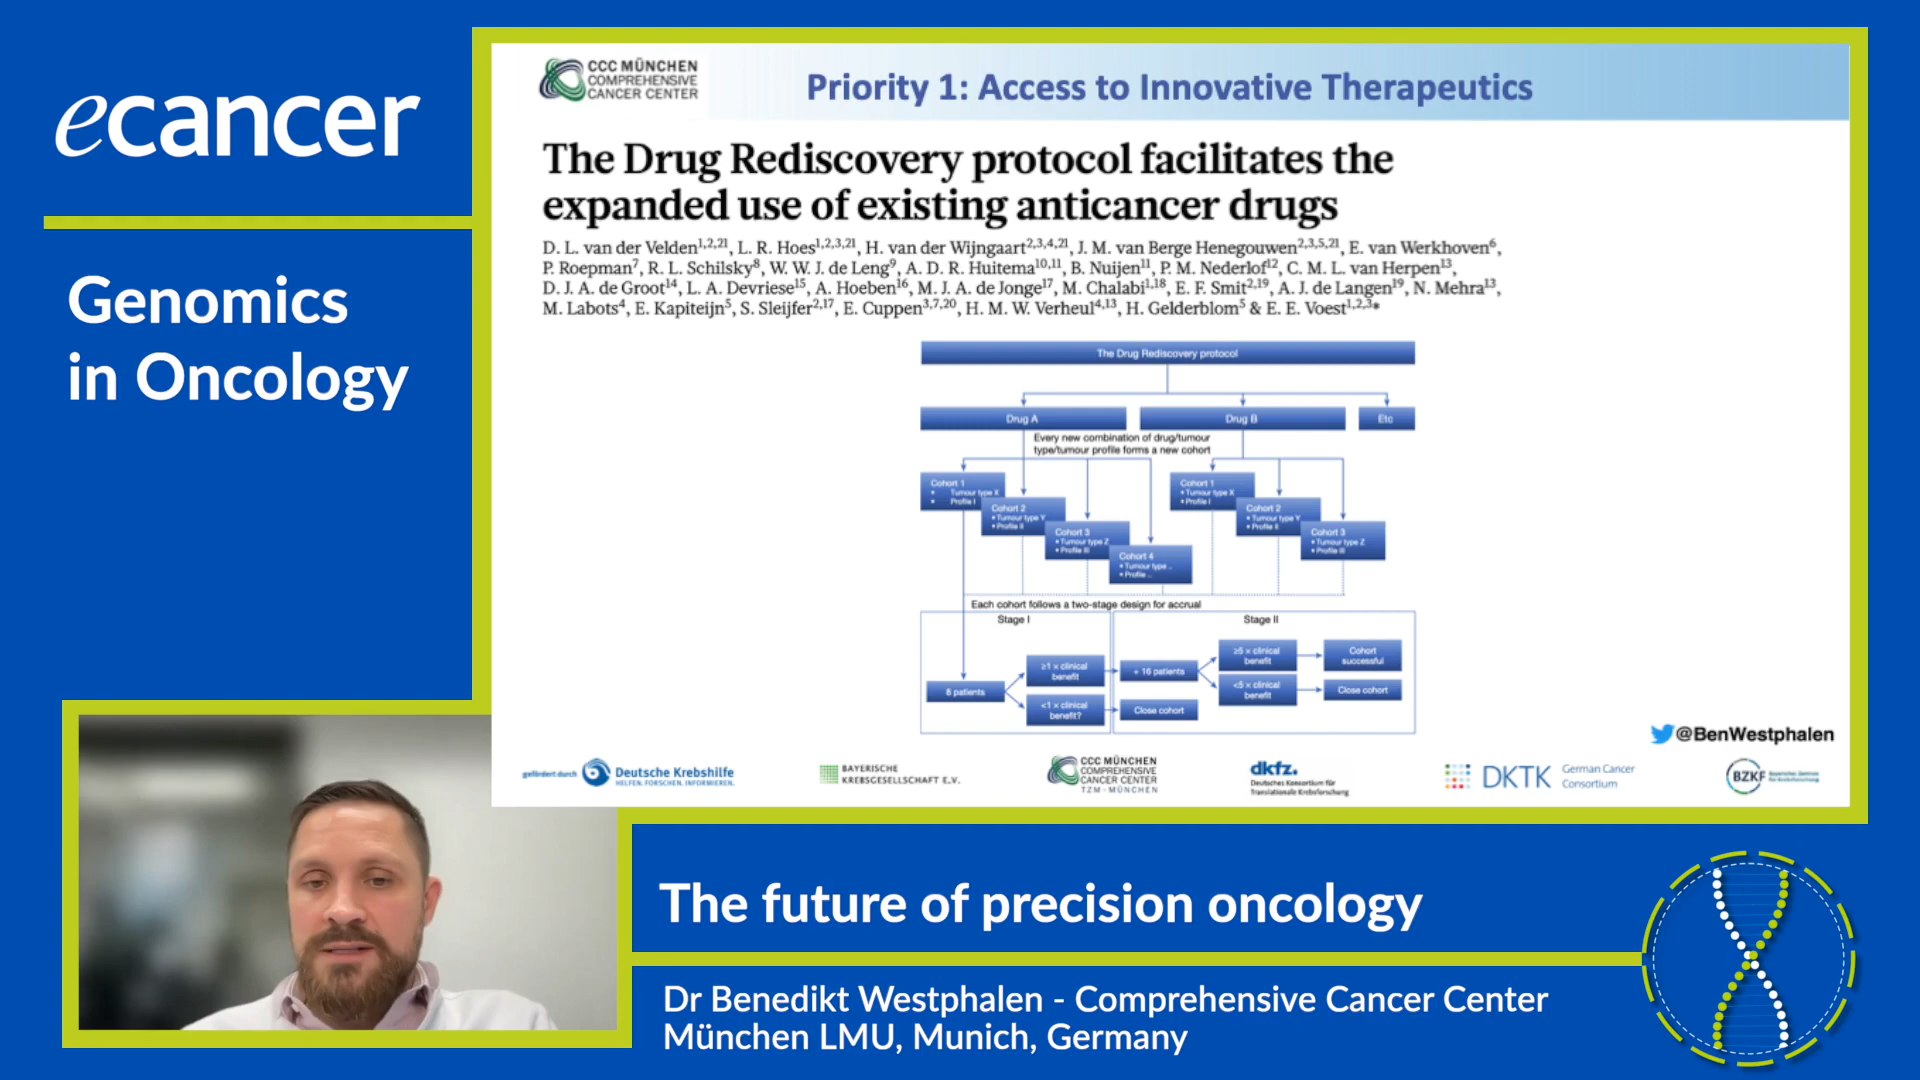 ecancer
Genomics
in Oncology
CCC MÜNCHEN
COMPREHENSIVE
CANCER CENTER
Priority 1: Access to Innovative Therapeutics
The Drug Rediscovery protocol facilitates the
expanded use of existing anticancer drugs
D. L. van der Velden1,2,21, L. R. Hoes1,2,3,21, H. van der Wijngaart2,3,4,21, J. M. van Berge Henegouwen2,3,5,21, E. van Werkhoven6,
P. Roepman7, R. L. Schilsky8, W. W. J. de Leng9, A. D. R. Huitema10,11, B. Nuijen11, P. M. Nederlof12, C. M. L. van Herpen13,
D. J. A. de Groot14, L. A. Devriese15, A. Hoeben16, M. J. A. de Jonge17, M. Chalabi1,18, E. F. Smit2,19, A. J. de Langen19, N. Mehra13,
M. Labots4, E. Kapiteijn5, S. Sleijfer2,17, E. Cuppen3,7,20, H. M. W. Verheul4,13, H. Gelderblom5 & E. E. Voest1,2,3*
The Drug Rediscovery protocol
Drug A
Drug B
Etc
Every new combination of drug/tumour
type/tumour profile forms a new cohort
Cohort 1
• Tumour type X
• Profile I
Cohort 2
• Tumour type Y
• Profile II
Cohort 3
• Tumour type Z
• Profile III
Cohort 4
• Tumour type ..
• Profile ..
Cohort 1
• Tumour type X
• Profile I
Cohort 2
• Tumour type Y
• Profile II
Cohort 3
• Tumour type Z
• Profile III
Each cohort follows a two-stage design for accrual
Stage I
Stage II
8 patients
≥1 x clinical
benefit
<1 x clinical
benefit?
+ 16 patients
Close cohort
≥5 x clinical
benefit
<5 x clinical
benefit
Cohort
successful
Close cohort
@BenWestphalen
gefördert durch
Deutsche Krebshilfe
HELFEN. FORSCHEN. INFORMIEREN.
BAYERISCHE
KREBSGESELLSCHAFT E.V.
CCC MÜNCHEN
COMPREHENSIVE
CANCER CENTER
TZM - MÜNCHEN
dkfz.
Deutsches Konsortium für
Translationale Krebsforschung
DKTK
German Cancer
Consortium
BZKF
Bayerisches Zentrum
für Krebsforschung
The future of precision oncology
Dr Benedikt Westphalen - Comprehensive Cancer Center
München LMU, Munich, Germany